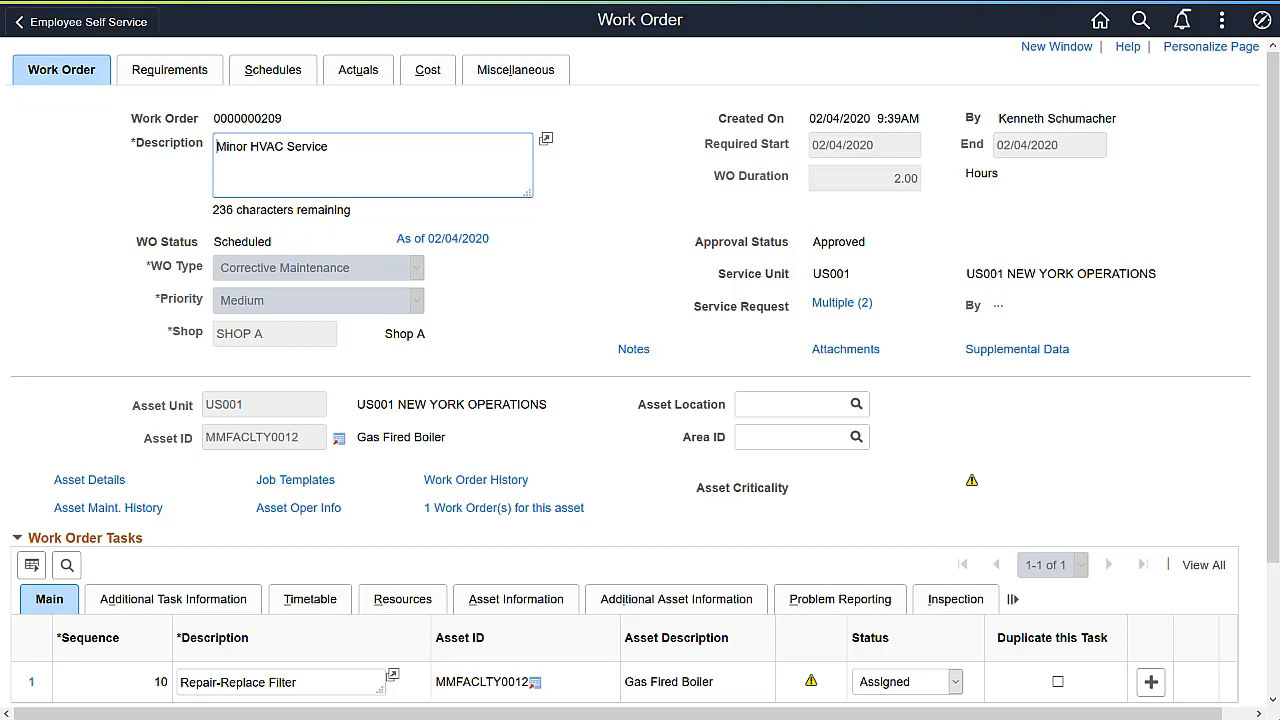 Employee Self Service
Work Order
New Window | Help | Personalize Page
Work Order Requirements Schedules Actuals Cost Miscellaneous
Work Order 0000000209 Created On 02/04/2020 9:39AM By Kenneth Schumacher
*Description Minor HVAC Service Required Start 02/04/2020 End 02/04/2020
WO Duration 2.00 Hours
236 characters remaining
WO Status Scheduled As of 02/04/2020 Approval Status Approved
*WO Type Corrective Maintenance Service Unit US001 US001 NEW YORK OPERATIONS
*Priority Medium Service Request Multiple (2) By ...
*Shop SHOP A Shop A
Notes Attachments Supplemental Data
Asset Unit US001 US001 NEW YORK OPERATIONS Asset Location
Asset ID MMFACLTY0012 Gas Fired Boiler Area ID
Asset Details Job Templates Work Order History Asset Criticality
Asset Maint. History Asset Oper Info 1 Work Order(s) for this asset
Work Order Tasks
1-1 of 1 | View All
Main Additional Task Information Timetable Resources Asset Information Additional Asset Information Problem Reporting Inspection
*Sequence *Description Asset ID Asset Description Status Duplicate this Task
1 10 Repair-Replace Filter MMFACLTY0012 Gas Fired Boiler Assigned